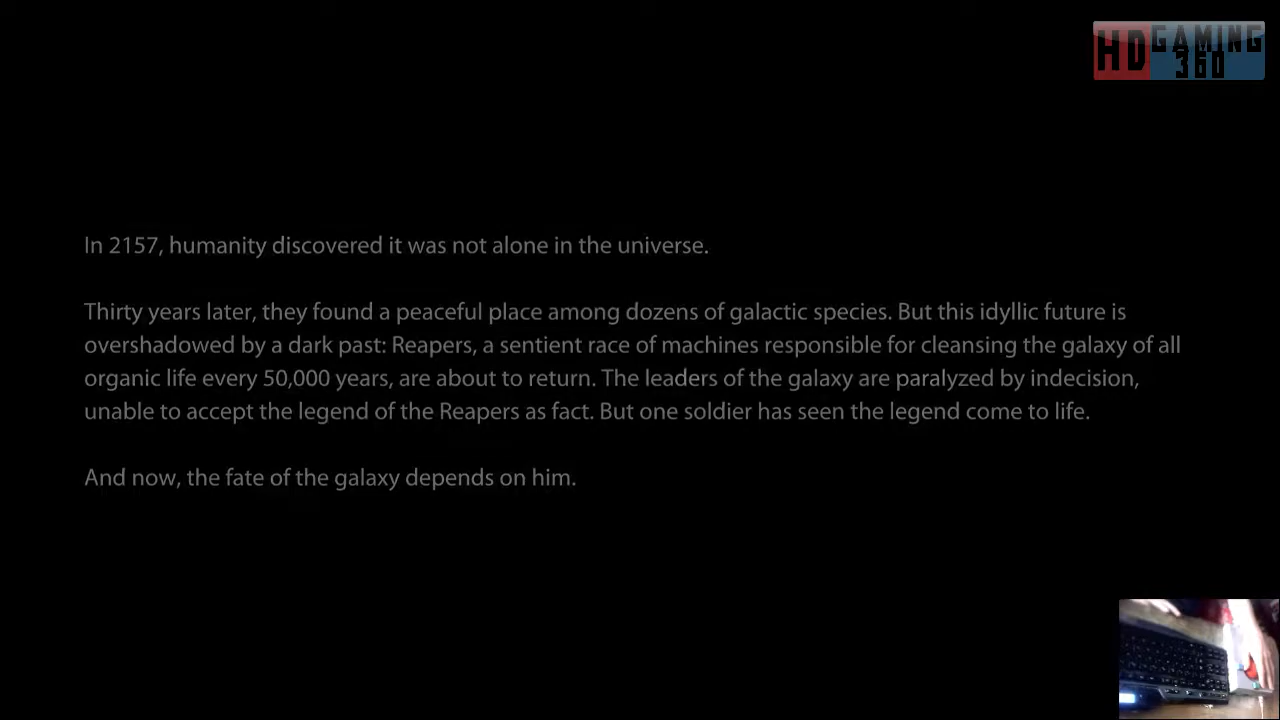 HD GAMING
360
In 2157, humanity discovered it was not alone in the universe.
Thirty years later, they found a peaceful place among dozens of galactic species. But this idyllic future is
overshadowed by a dark past: Reapers, a sentient race of machines responsible for cleansing the galaxy of all
organic life every 50,000 years, are about to return. The leaders of the galaxy are paralyzed by indecision,
unable to accept the legend of the Reapers as fact. But one soldier has seen the legend come to life.
And now, the fate of the galaxy depends on him.